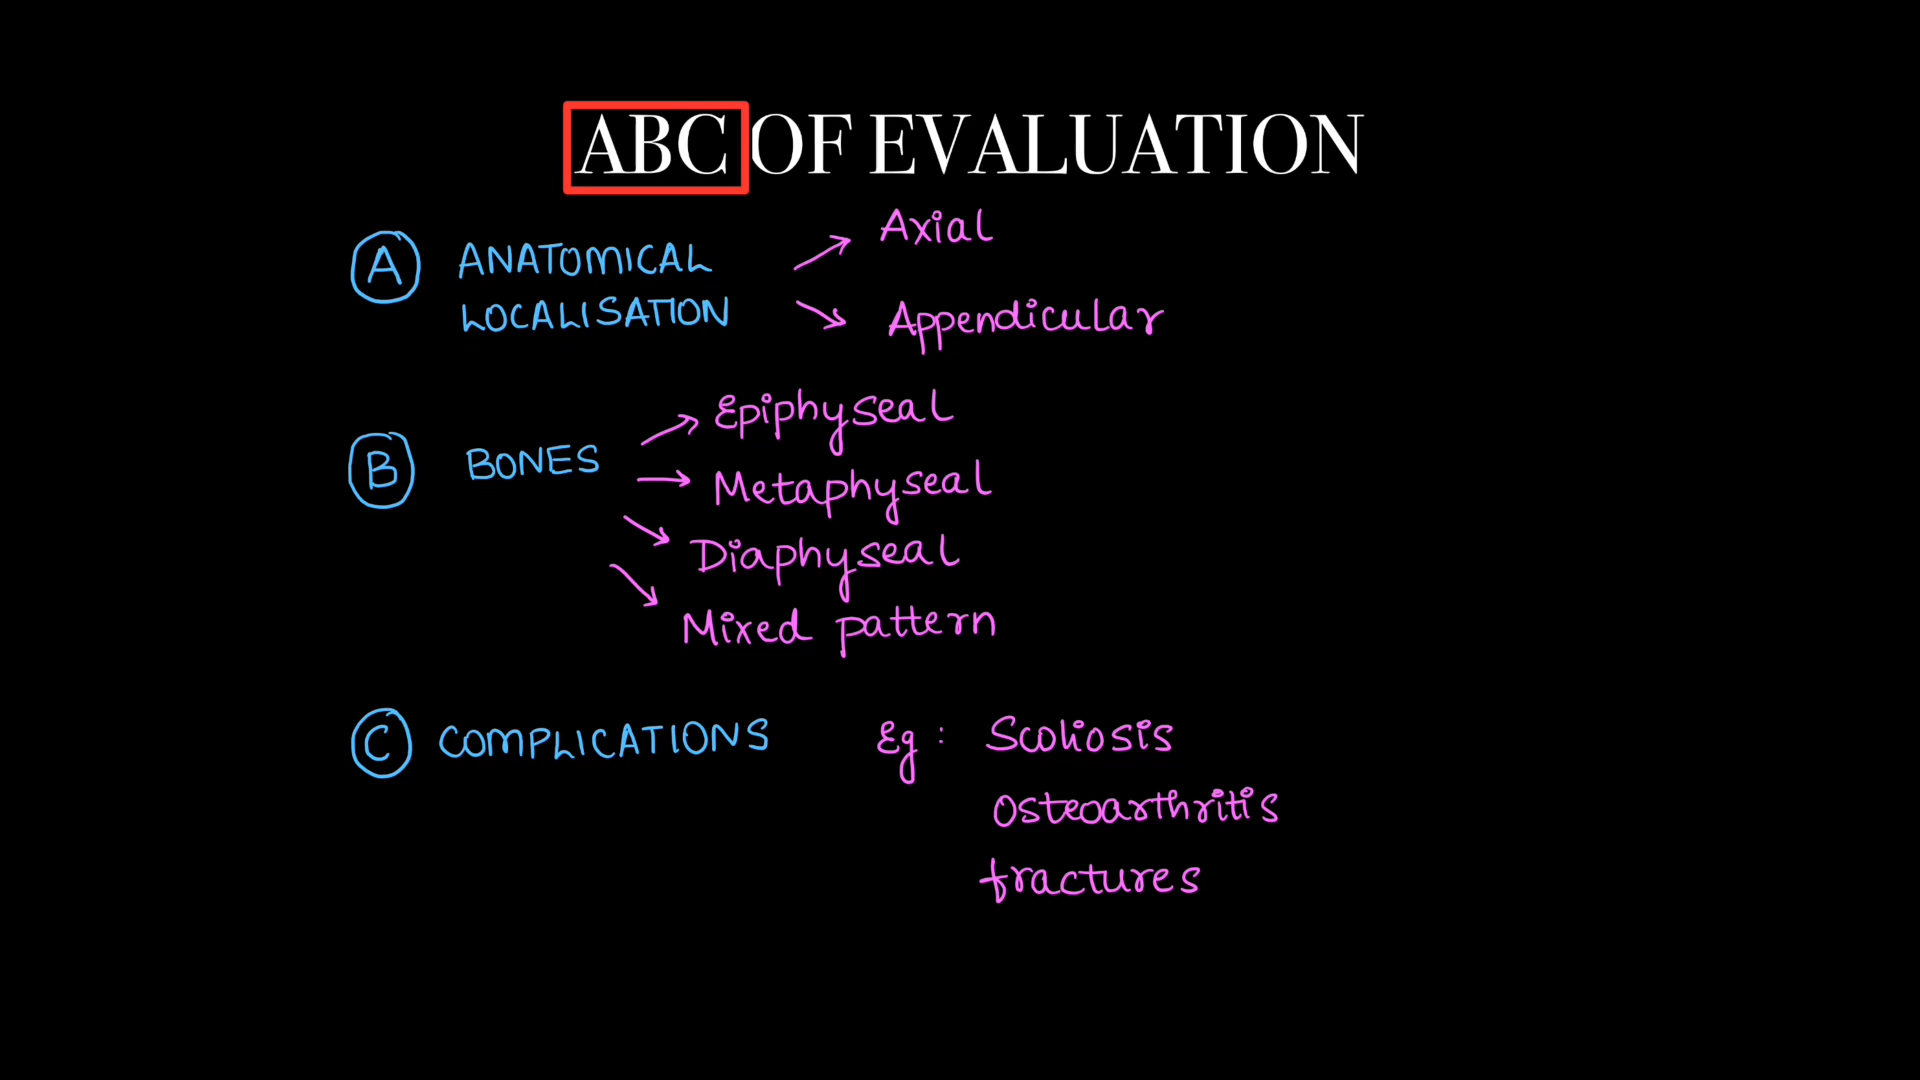 ABC OF EVALUATION
A ANATOMICAL LOCALISATION
Axial
Appendicular
B BONES
Epiphyseal
Metaphyseal
Diaphyseal
Mixed pattern
C COMPLICATIONS Eg: Scoliosis
Osteoarthritis
fractures